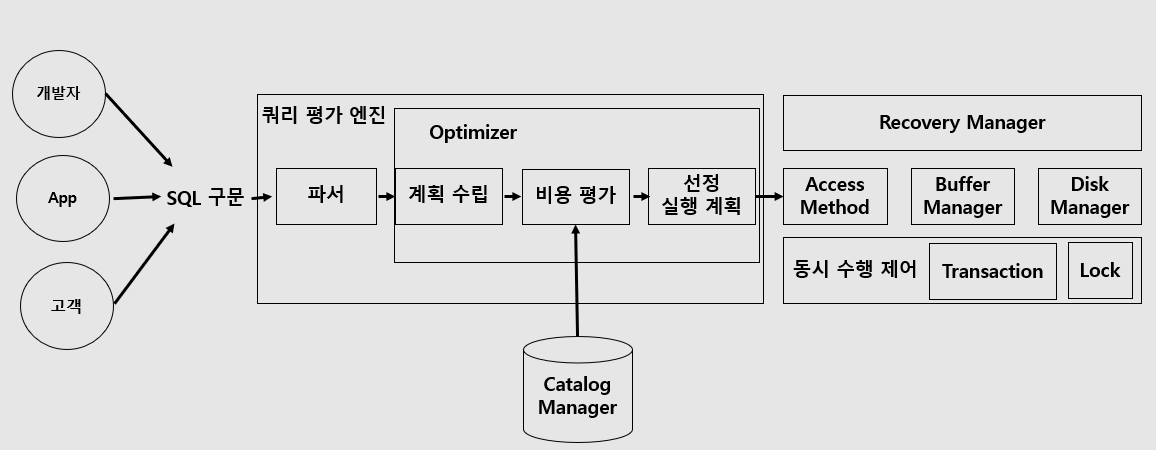 개발자
App
고객
SQL 구문
쿼리 평가 엔진
Optimizer
파서
계획 수립
비용 평가
선정
실행 계획
Catalog
Manager
Recovery Manager
Access
Method
Buffer
Manager
Disk
Manager
동시 수행 제어
Transaction
Lock